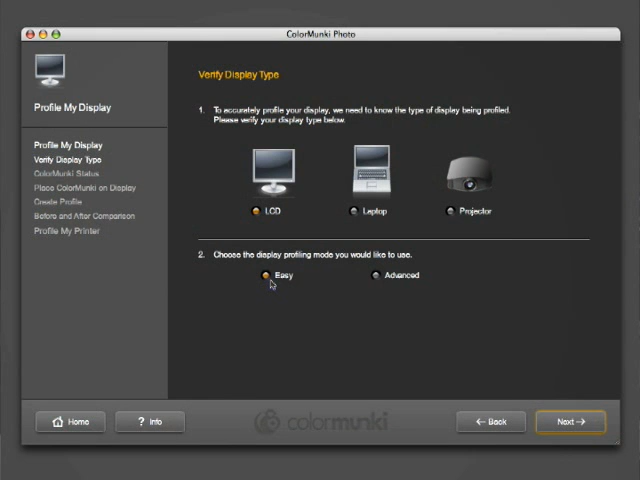 ColorMunki Photo
Profile My Display
Profile My Display
Verify Display Type
ColorMunki Status
Place ColorMunki on Display
Create Profile
Before and After Comparison
Profile My Printer
Verify Display Type
1. To accurately profile your display, we need to know the type of display being profiled.
Please verify your display type below.
LCD Laptop Projector
2. Choose the display profiling mode you would like to use.
Easy Advanced
Home ? Info colormunki ← Back Next →